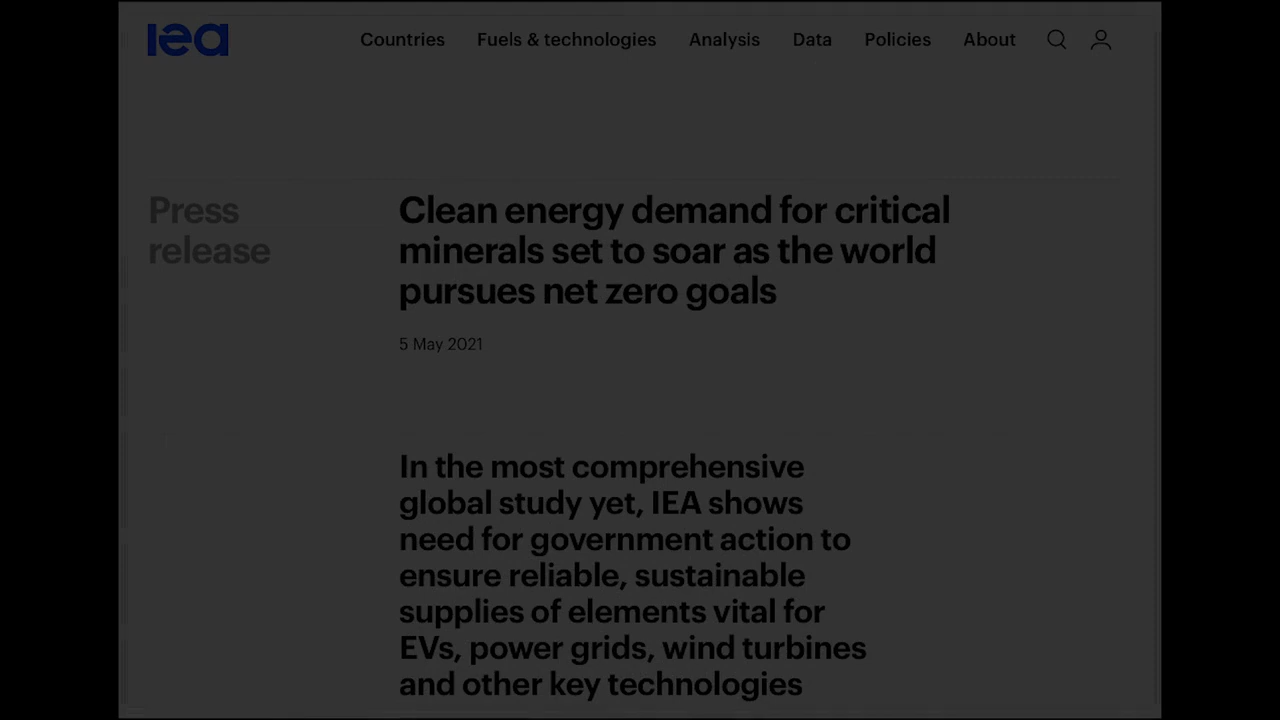 iea
Countries Fuels & technologies Analysis Data Policies About
Press
release
Clean energy demand for critical
minerals set to soar as the world
pursues net zero goals
5 May 2021
In the most comprehensive
global study yet, IEA shows
need for government action to
ensure reliable, sustainable
supplies of elements vital for
EVs, power grids, wind turbines
and other key technologies